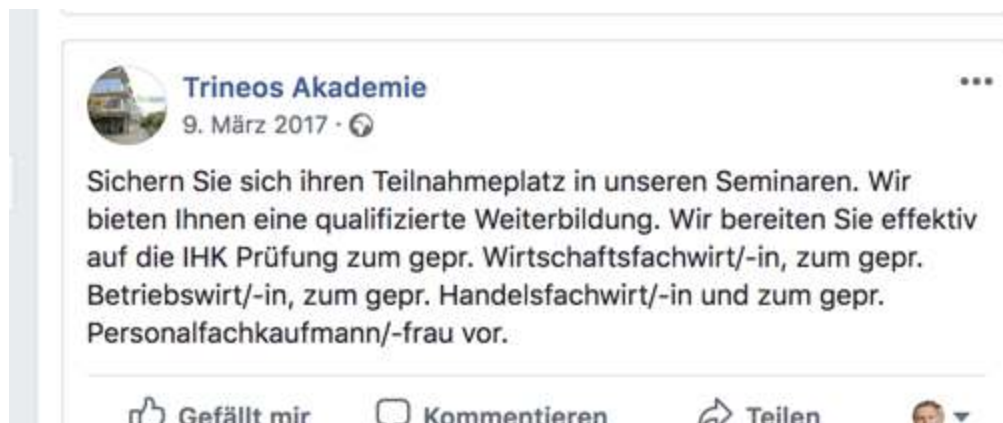 Trineos Akademie
9. März 2017 ·
Sichern Sie sich ihren Teilnahmeplatz in unseren Seminaren. Wir
bieten Ihnen eine qualifizierte Weiterbildung. Wir bereiten Sie effektiv
auf die IHK Prüfung zum gepr. Wirtschaftsfachwirt/-in, zum gepr.
Betriebswirt/-in, zum gepr. Handelsfachwirt/-in und zum gepr.
Personalfachkaufmann/-frau vor.
Gefällt mir Kommentieren Teilen